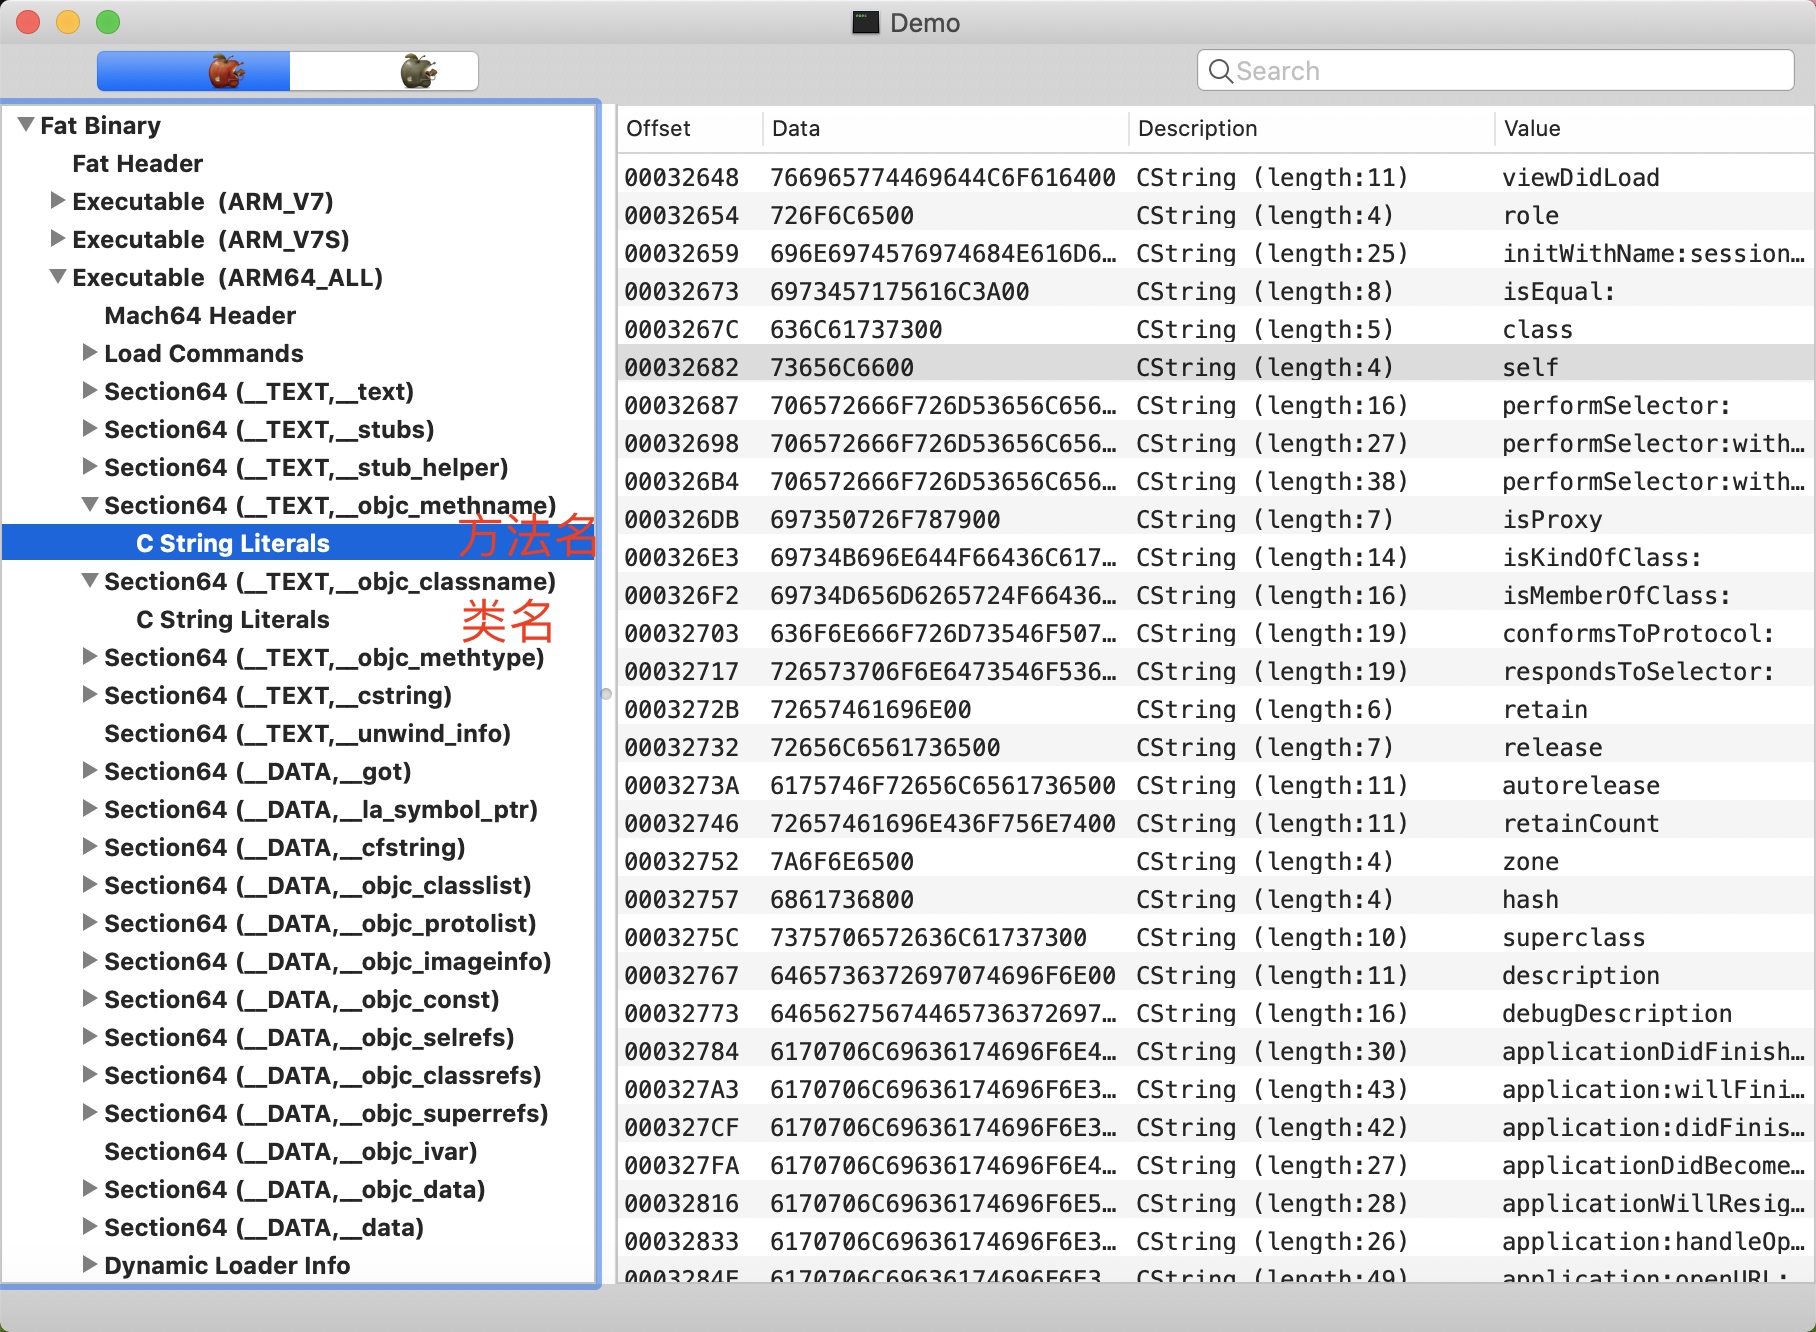 Demo
Search
Fat Binary
Fat Header
Executable (ARM_V7)
Executable (ARM_V7S)
Executable (ARM64_ALL)
Mach64 Header
Load Commands
Section64 (__TEXT,__text)
Section64 (__TEXT,__stubs)
Section64 (__TEXT,__stub_helper)
Section64 (__TEXT,__objc_methname)
C String Literals 方法名
Section64 (__TEXT,__objc_classname)
C String Literals 类名
Section64 (__TEXT,__objc_methtype)
Section64 (__TEXT,__cstring)
Section64 (__TEXT,__unwind_info)
Section64 (__DATA,__got)
Section64 (__DATA,__la_symbol_ptr)
Section64 (__DATA,__cfstring)
Section64 (__DATA,__objc_classlist)
Section64 (__DATA,__objc_protolist)
Section64 (__DATA,__objc_imageinfo)
Section64 (__DATA,__objc_const)
Section64 (__DATA,__objc_selrefs)
Section64 (__DATA,__objc_classrefs)
Section64 (__DATA,__objc_superrefs)
Section64 (__DATA,__objc_ivar)
Section64 (__DATA,__objc_data)
Section64 (__DATA,__data)
Dynamic Loader Info
Offset Data Description Value
00032648 766965774469644C6F616400 CString (length:11) viewDidLoad
00032654 726F6C6500 CString (length:4) role
00032659 696E6974576974684E616D6… CString (length:25) initWithName:session…
00032673 6973457175616C3A00 CString (length:8) isEqual:
0003267C 636C61737300 CString (length:5) class
00032682 73656C6600 CString (length:4) self
00032687 706572666F726D53656C656… CString (length:16) performSelector:
00032698 706572666F726D53656C656… CString (length:27) performSelector:with…
000326B4 706572666F726D53656C656… CString (length:38) performSelector:with…
000326DB 697350726F787900 CString (length:7) isProxy
000326E3 69734B696E644F66436C617… CString (length:14) isKindOfClass:
000326F2 69734D656D6265724F66436… CString (length:16) isMemberOfClass:
00032703 636F6E666F726D73546F507… CString (length:19) conformsToProtocol:
00032717 726573706F6E6473546F536… CString (length:19) respondsToSelector:
0003272B 72657461696E00 CString (length:6) retain
00032732 72656C6561736500 CString (length:7) release
0003273A 6175746F72656C6561736500 CString (length:11) autorelease
00032746 72657461696E436F756E7400 CString (length:11) retainCount
00032752 7A6F6E6500 CString (length:4) zone
00032757 6861736800 CString (length:4) hash
0003275C 7375706572636C61737300 CString (length:10) superclass
00032767 6465736372697074696F6E00 CString (length:11) description
00032773 646562756744657363726​97… CString (length:16) debugDescription
00032784 6170706C69636174696F6E4… CString (length:30) applicationDidFinish…
000327A3 6170706C69636174696F6E3… CString (length:43) application:willFini…
000327CF 6170706C69636174696F6E3… CString (length:42) application:didFinis…
000327FA 6170706C69636174696F6E4… CString (length:27) applicationDidBecome…
00032816 6170706C69636174696F6E5… CString (length:28) applicationWillResig…
00032833 6170706C69636174696F6E3… CString (length:26) application:handleOp…
0003284E 6170706C69636174696F6E3… CString (length:49) application:openURL: